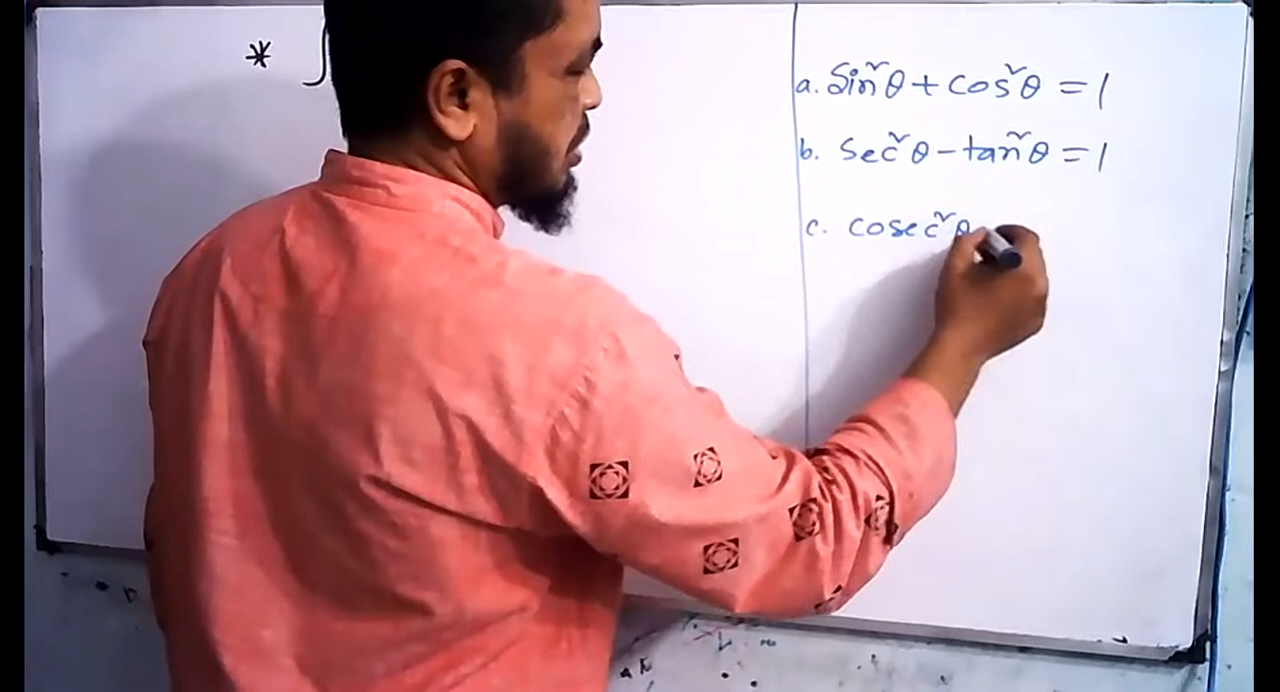 * ∫
a. Sin²θ + cos²θ = 1
b. Sec²θ - tan²θ = 1
c. cosec²θ